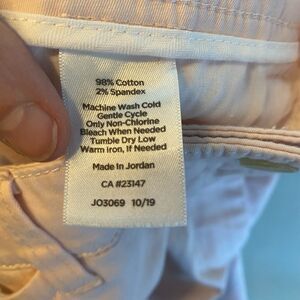 98% Cotton
2% Spandex
Machine Wash Cold
Gentle Cycle
Only Non-Chlorine
Bleach When Needed
Tumble Dry Low
Warm iron, If Needed
Made in Jordan
CA #23147
JO3069 10/19